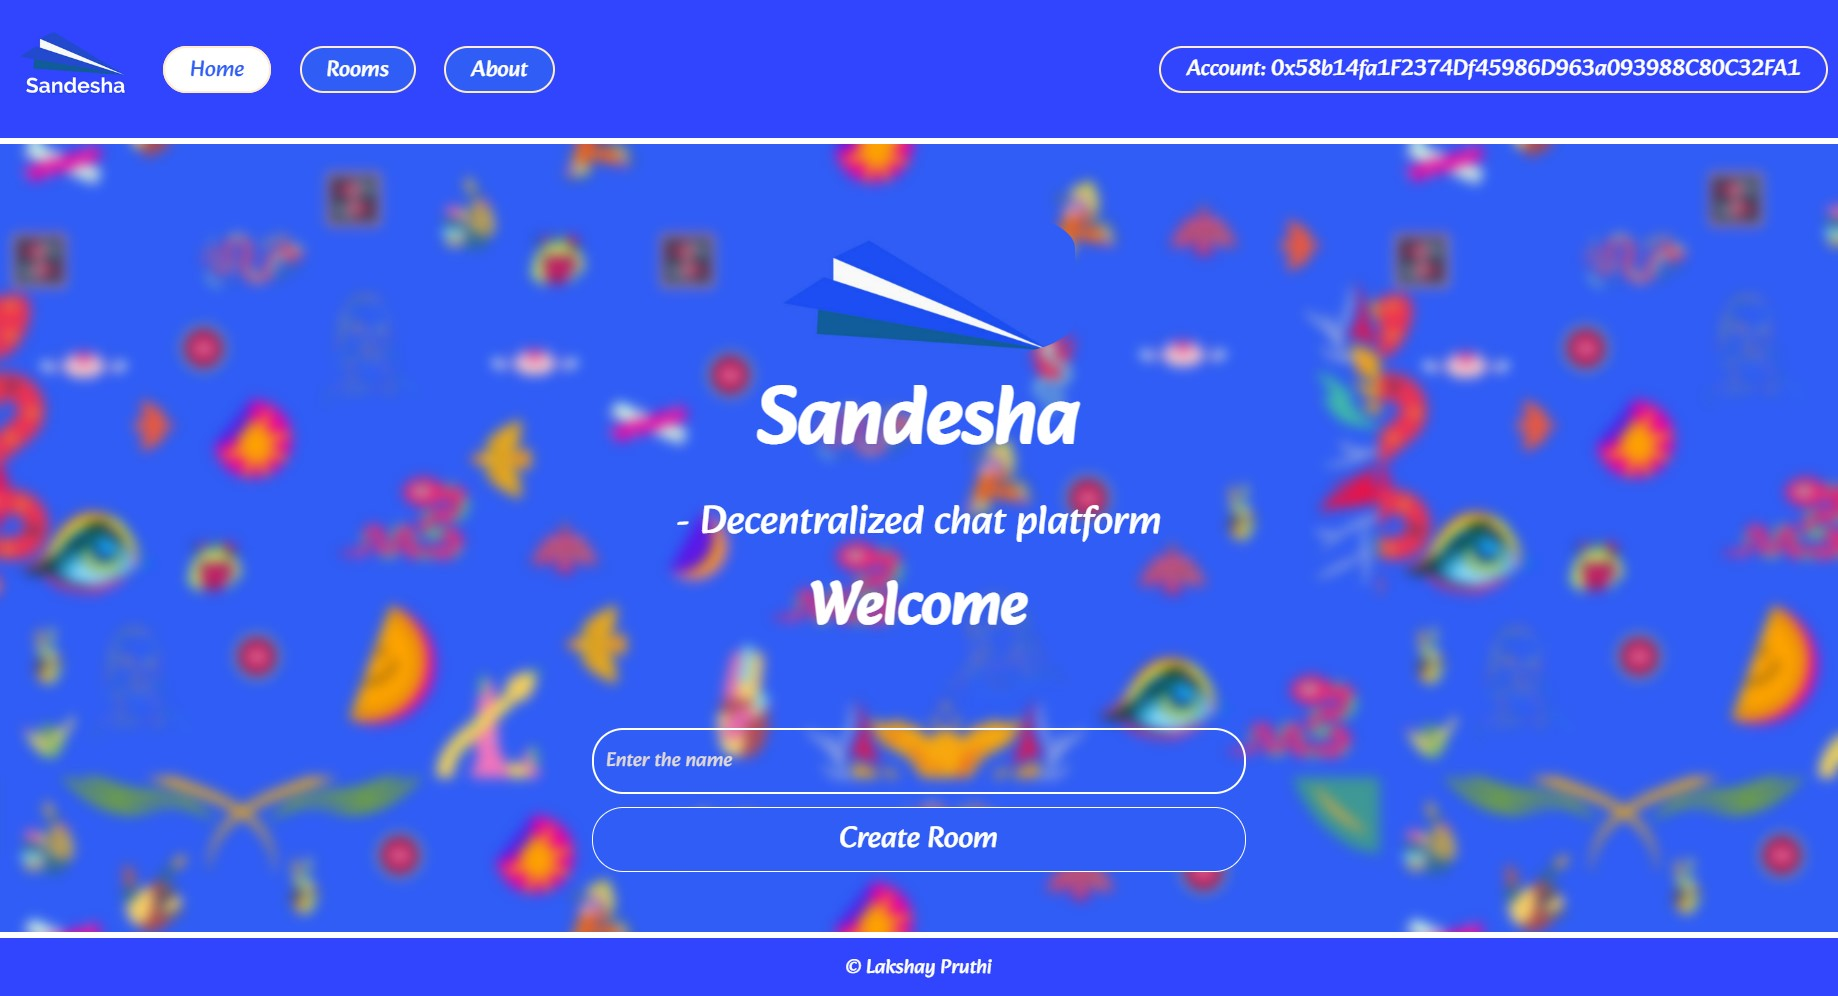 Sandesha
Home
Rooms
About
Account: 0x58b14fa1F2374Df45986D963a093988C80C32FA1
Sandesha
- Decentralized chat platform
Welcome
Enter the name
Create Room
© Lakshay Pruthi